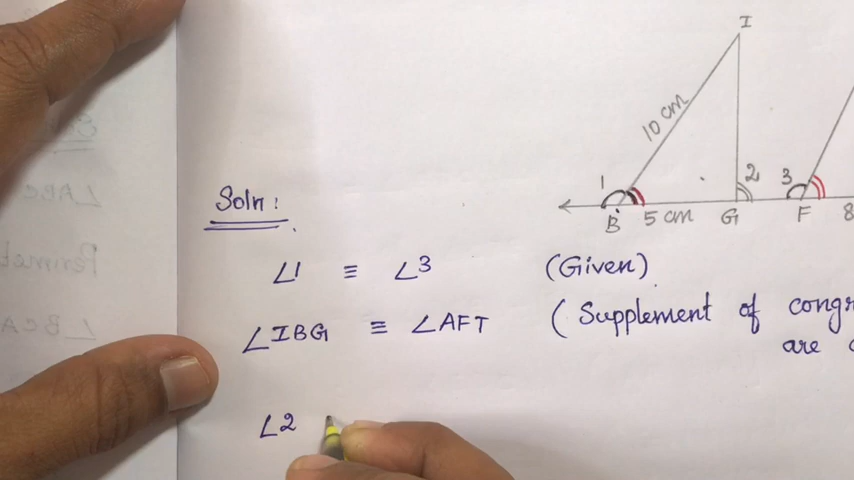 I
10 cm
1
2
3
B
5 cm
G
F
8
Soln:
∠1 ≡ ∠3 (Given)
∠IBG ≡ ∠AFT (Supplement of congr
are
∠2